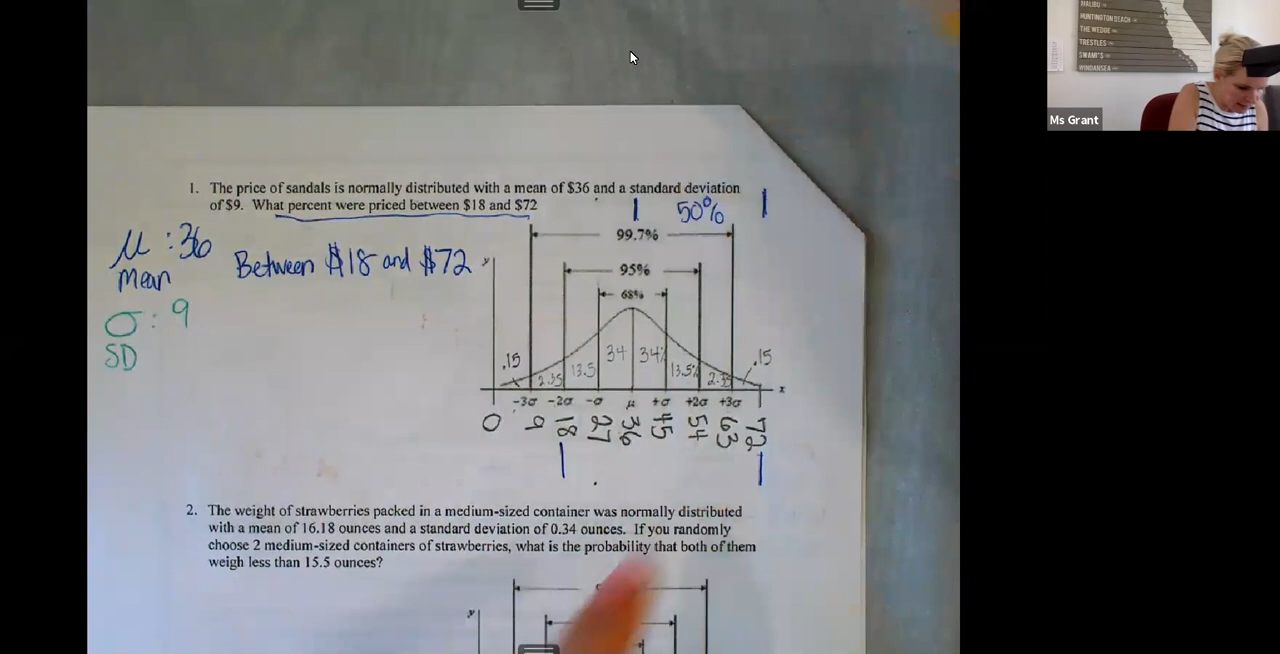 MALIBU
HUNTINGTON BEACH
THE WEDGE
TRESTLES
SWAMI'S
WINDANSEA
Ms Grant
1. The price of sandals is normally distributed with a mean of $36 and a standard deviation
of $9. What percent were priced between $18 and $72
50%
99.7%
μ : 36
Mean
Between $18 and $72
y
95%
68%
σ : 9
SD
.15 2.35 13.5 34 34% 13.5% 2.35 .15
x
-3σ -2σ -σ μ +σ +2σ +3σ
0 9 18 27 36 45 54 63 72
2. The weight of strawberries packed in a medium-sized container was normally distributed
with a mean of 16.18 ounces and a standard deviation of 0.34 ounces. If you randomly
choose 2 medium-sized containers of strawberries, what is the probability that both of them
weigh less than 15.5 ounces?
y